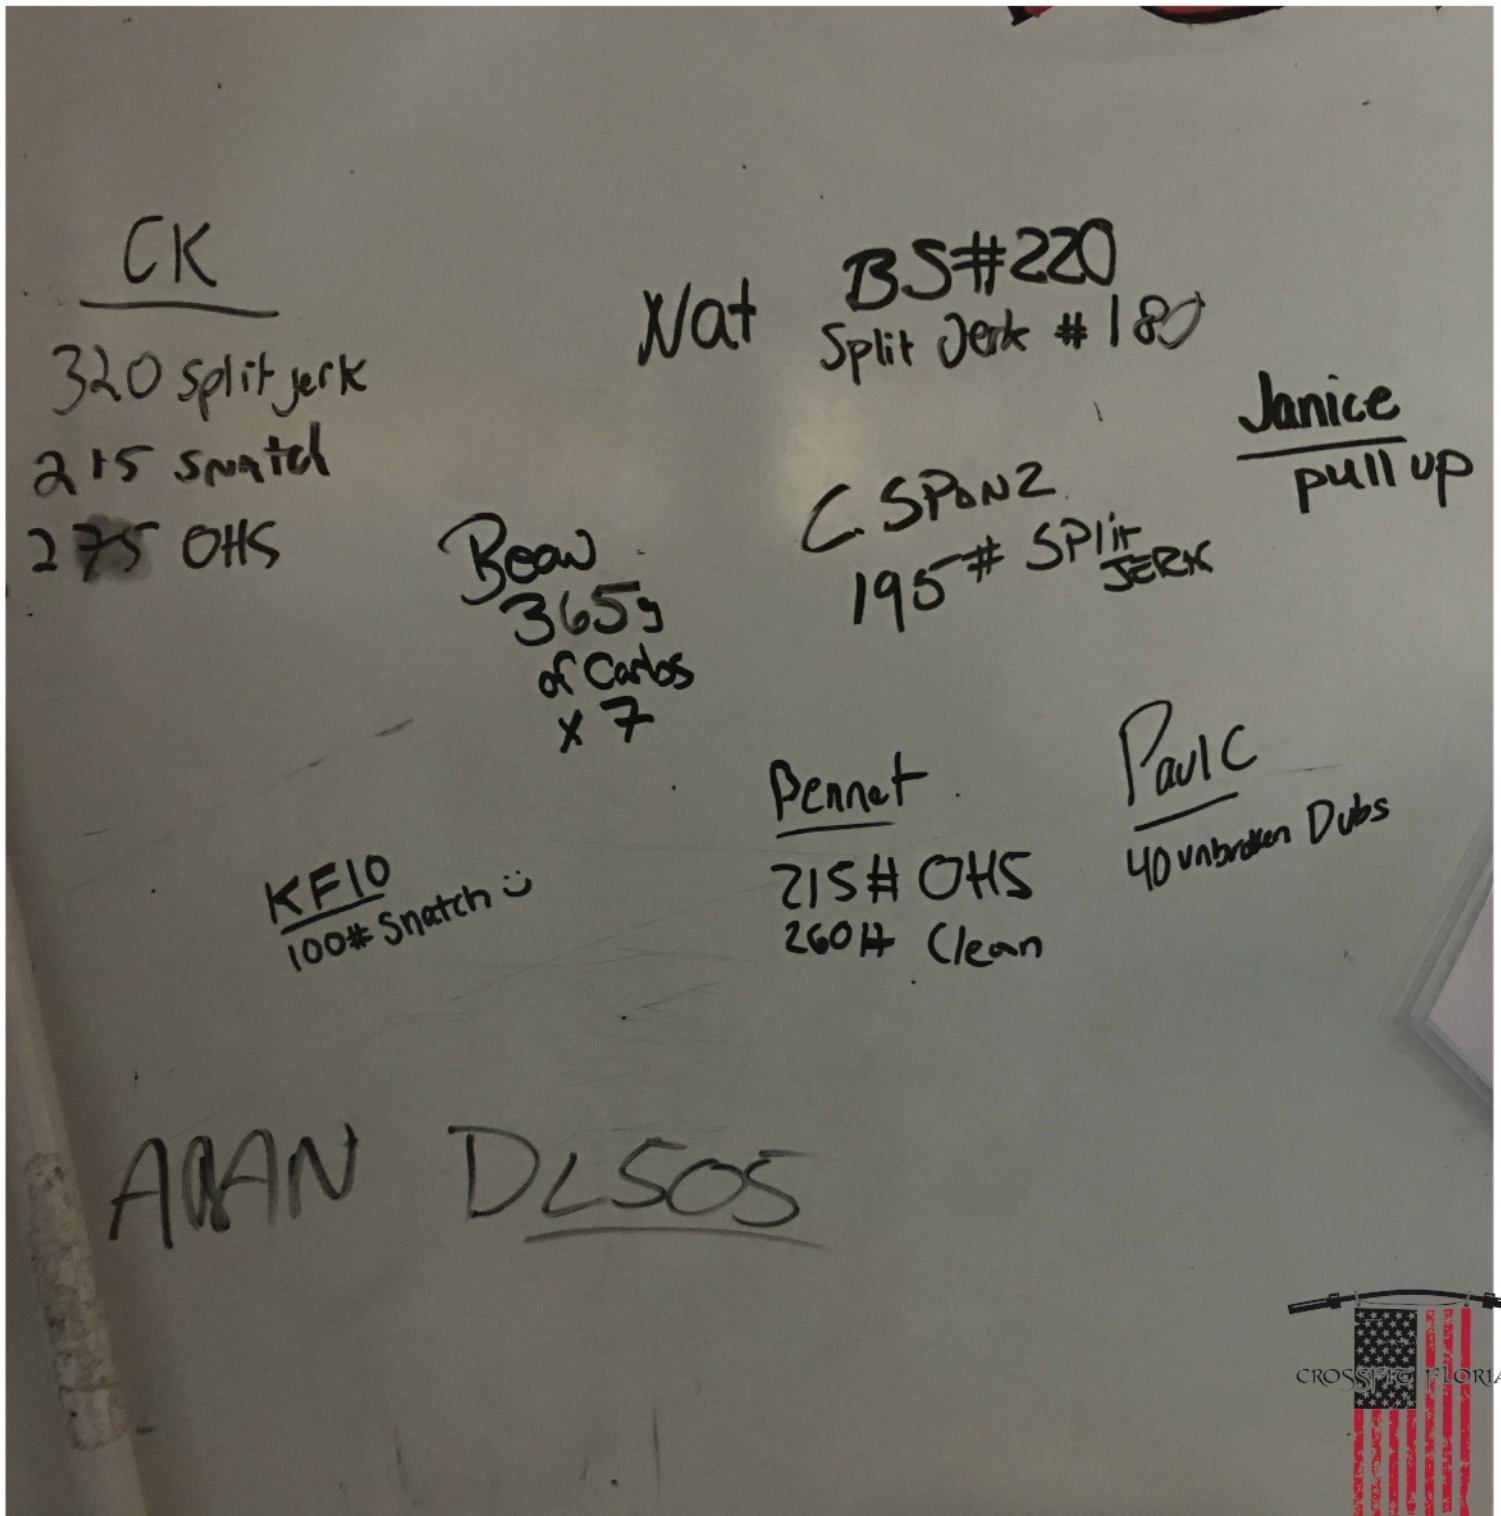 CK
320 split jerk
215 snatch
275 OHS
Nat
BS#220
Split Jerk #180
Janice
pull up
C. SPANZ
195# SPlit
JERK
Beau
365g
of Carbs
x 7
Bennet
215# OHS
260# Clean
Paul C
40 unbroken Dubs
KF10
100# Snatch :)
DL505
CROSSFIT FLORIA